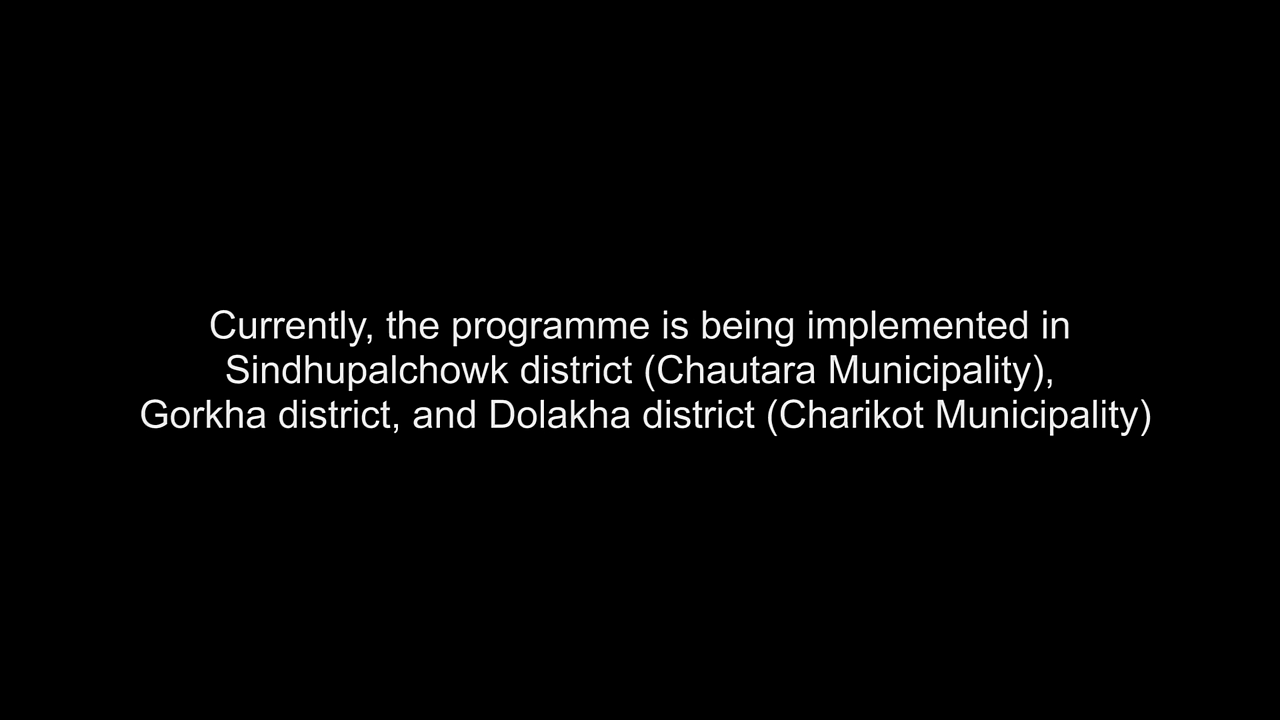 Currently, the programme is being implemented in
Sindhupalchowk district (Chautara Municipality),
Gorkha district, and Dolakha district (Charikot Municipality)